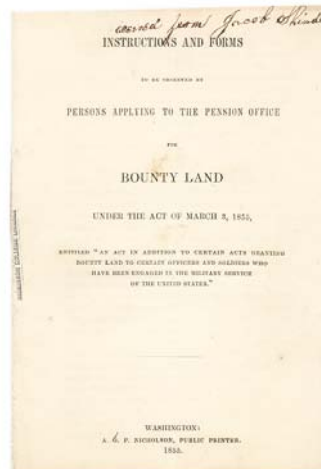 from Jacob
INSTRUCTIONS AND FORMS
TO BE OBSERVED BY
PERSONS APPLYING TO THE PENSION OFFICE
FOR
BOUNTY LAND
UNDER THE ACT OF MARCH 3, 1855,
ENTITLED "AN ACT IN ADDITION TO CERTAIN ACTS GRANTING
BOUNTY LAND TO CERTAIN OFFICERS AND SOLDIERS WHO
HAVE BEEN ENGAGED IN THE MILITARY SERVICE
OF THE UNITED STATES."
WASHINGTON:
A. O. P. NICHOLSON, PUBLIC PRINTER.
1855.